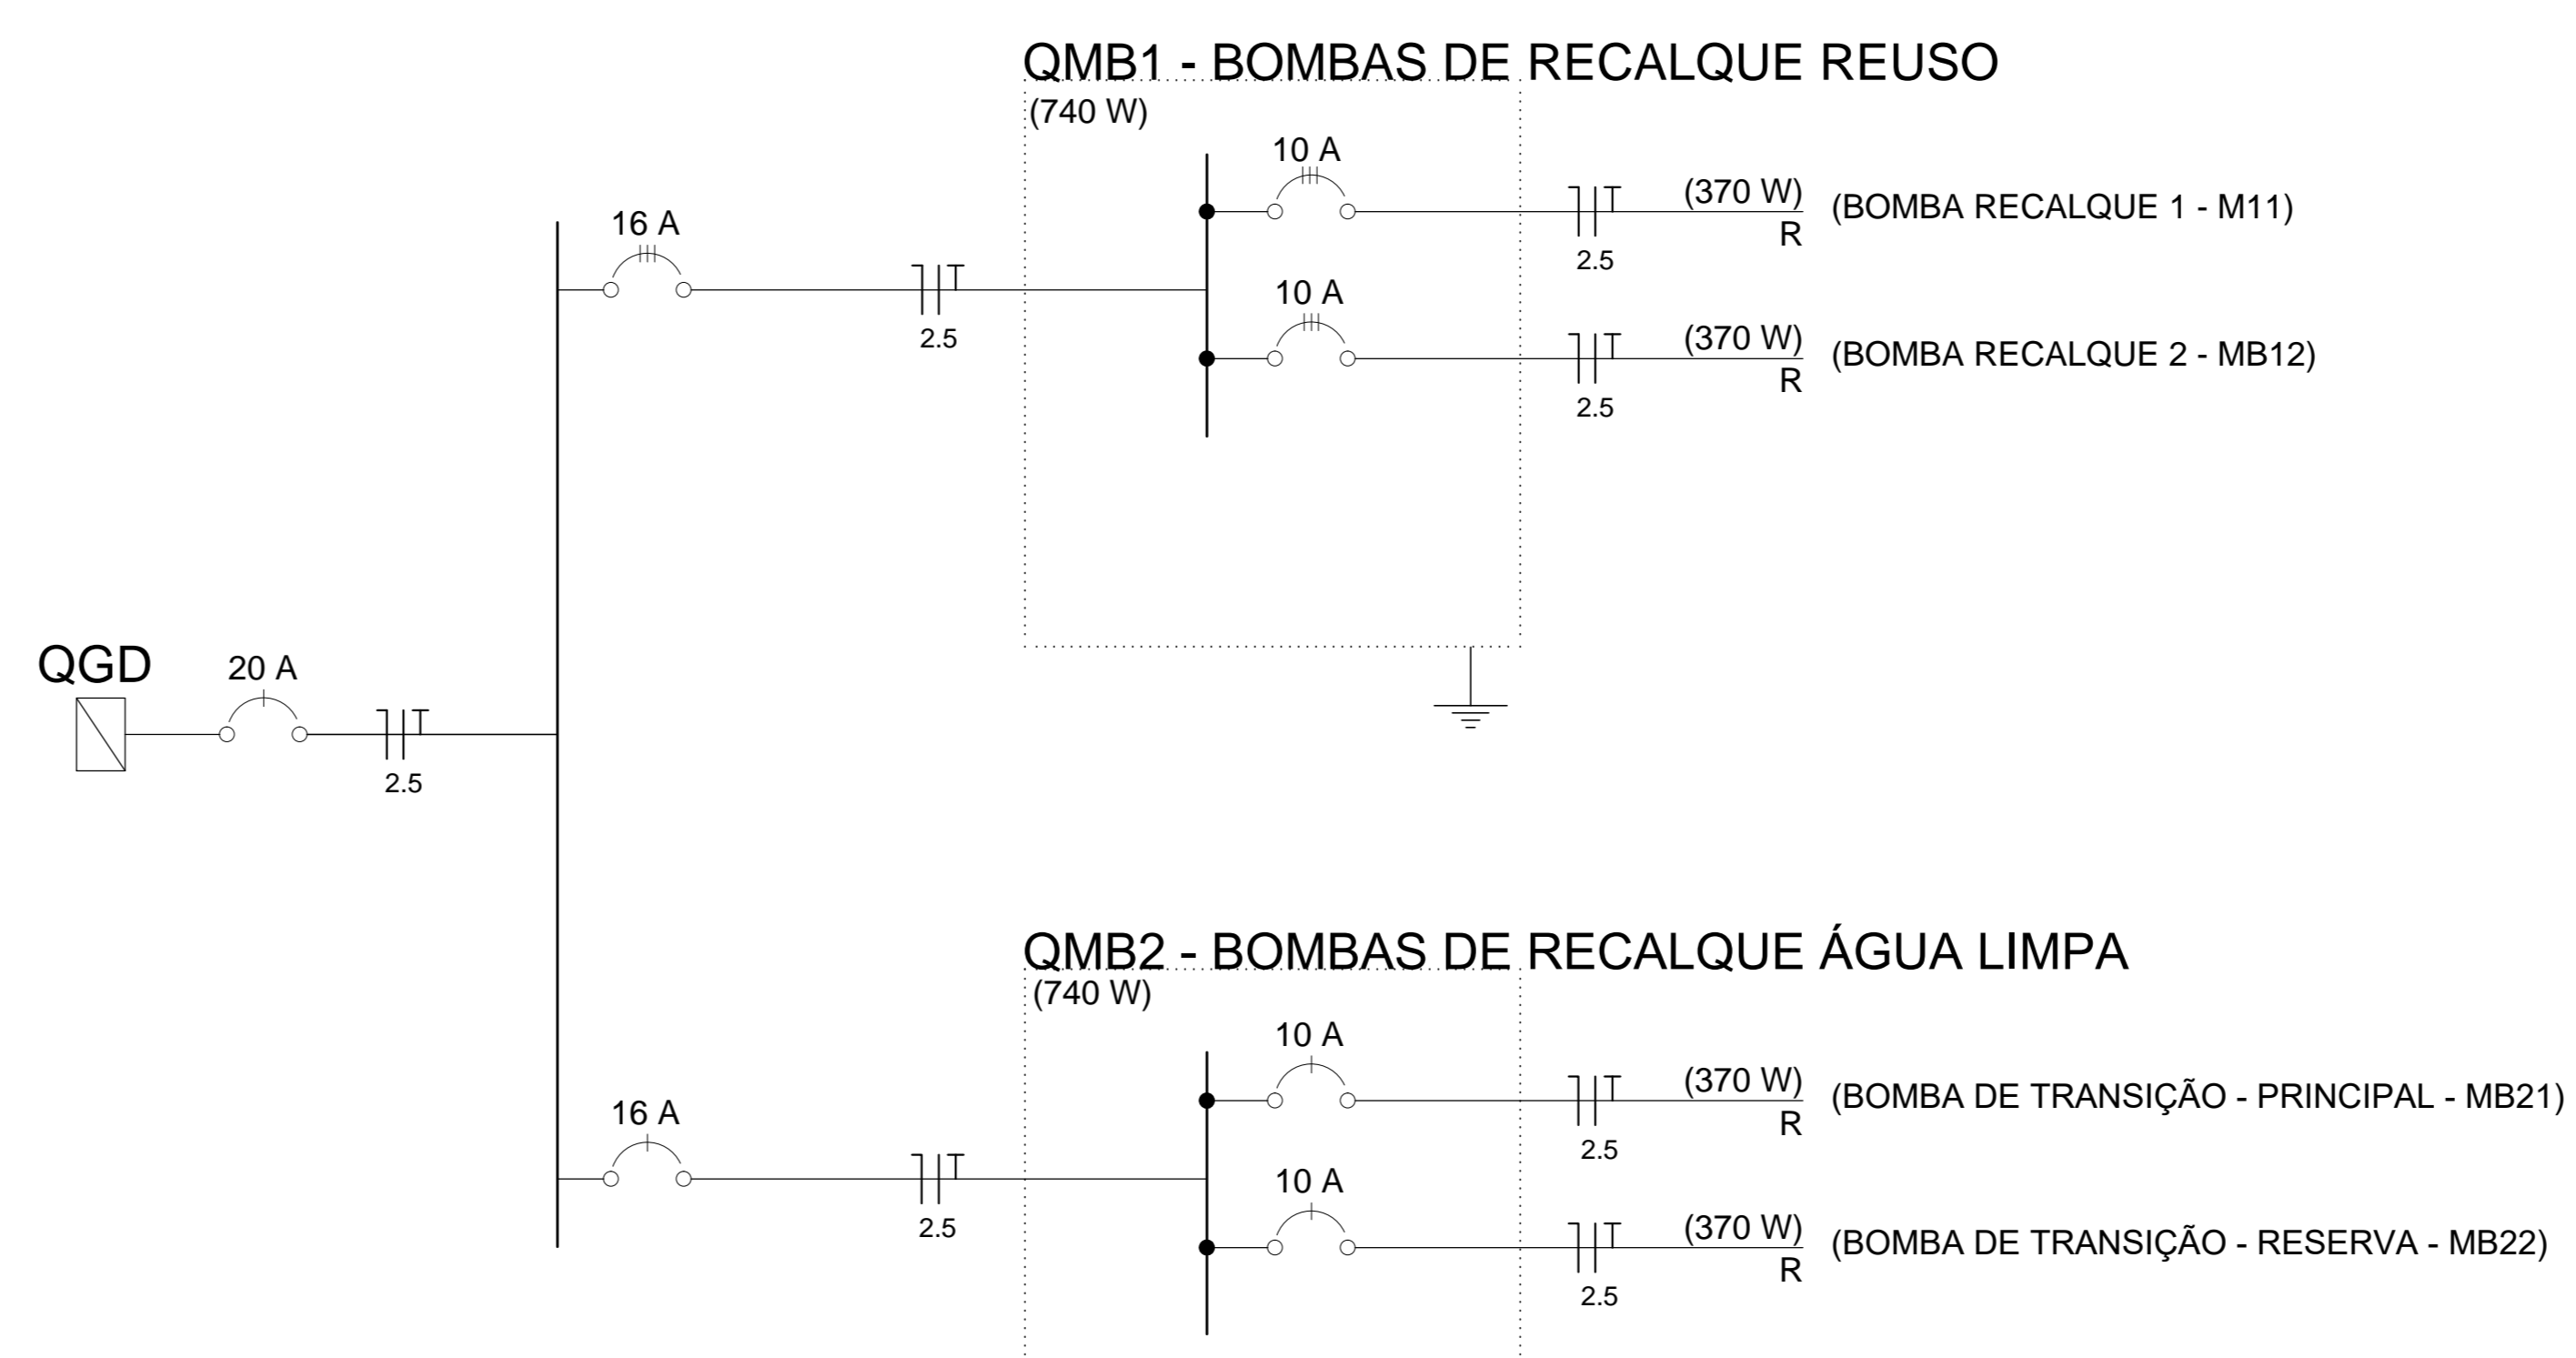 QMB1 - BOMBAS DE RECALQUE REUSO
(740 W)
10 A
(370 W)
(BOMBA RECALQUE 1 - M11)
R
2.5
16 A
2.5
10 A
(370 W)
(BOMBA RECALQUE 2 - MB12)
R
2.5
QGD
20 A
2.5
QMB2 - BOMBAS DE RECALQUE ÁGUA LIMPA
(740 W)
10 A
(370 W)
(BOMBA DE TRANSIÇÃO - PRINCIPAL - MB21)
R
2.5
16 A
2.5
10 A
(370 W)
(BOMBA DE TRANSIÇÃO - RESERVA - MB22)
R
2.5